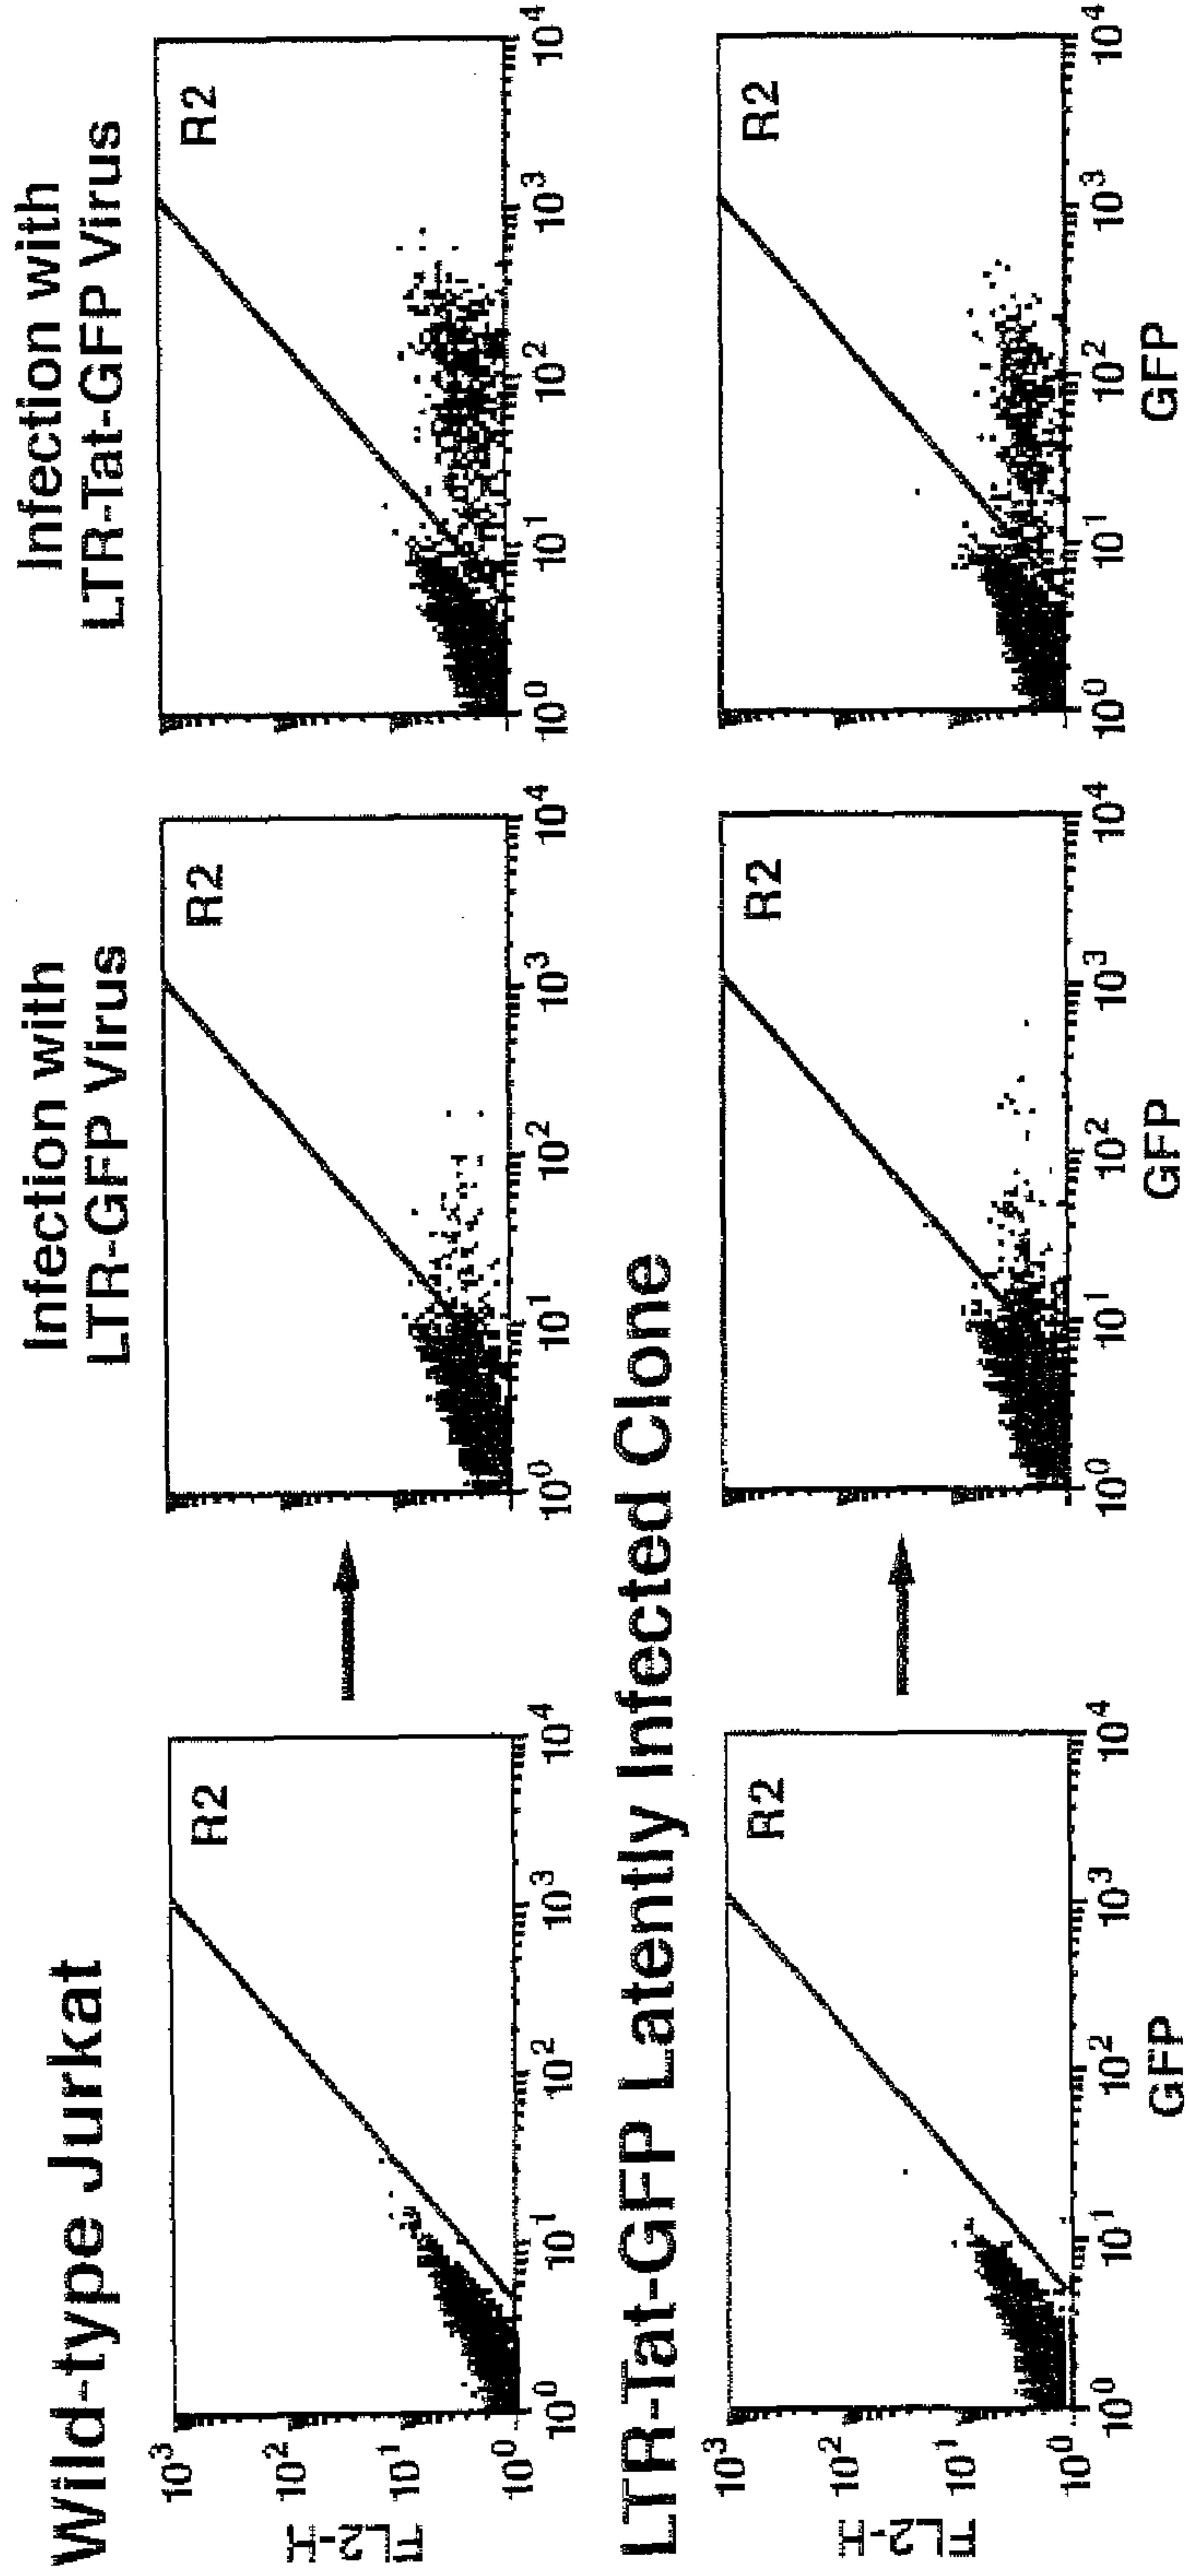 Infection with
LTR-GFP Virus
Infection with
LTR-Tat-GFP Virus
Wild-type Jurkat
10³
10²
10¹
10⁰
FL2-H
R2
10⁰ 10¹ 10² 10³ 10⁴
R2
10⁰ 10¹ 10² 10³ 10⁴
R2
10⁰ 10¹ 10² 10³ 10⁴
LTR-Tat-GFP Latently Infected Clone
10³
10²
10¹
10⁰
FL2-H
R2
10⁰ 10¹ 10² 10³ 10⁴
GFP
R2
10⁰ 10¹ 10² 10³ 10⁴
GFP
R2
10⁰ 10¹ 10² 10³ 10⁴
GFP